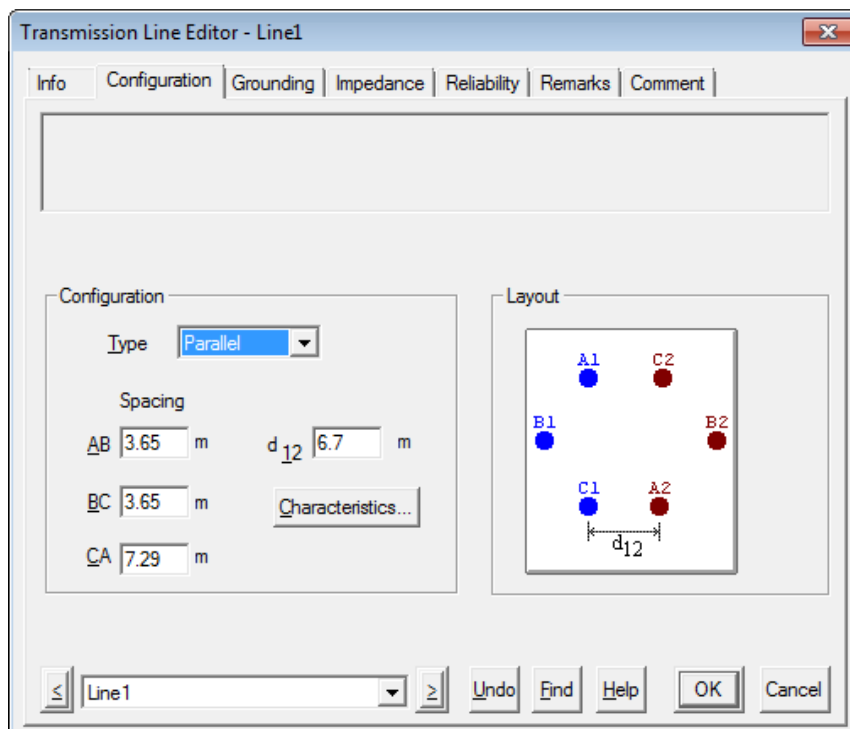 Transmission Line Editor - Line1
Info Configuration Grounding Impedance Reliability Remarks Comment
Configuration
Type Parallel
Spacing
AB 3.65 m d 12 6.7 m
BC 3.65 m Characteristics...
CA 7.29 m
Layout
A1 C2
B1 B2
C1 A2
d12
< Line1 > Undo Find Help OK Cancel